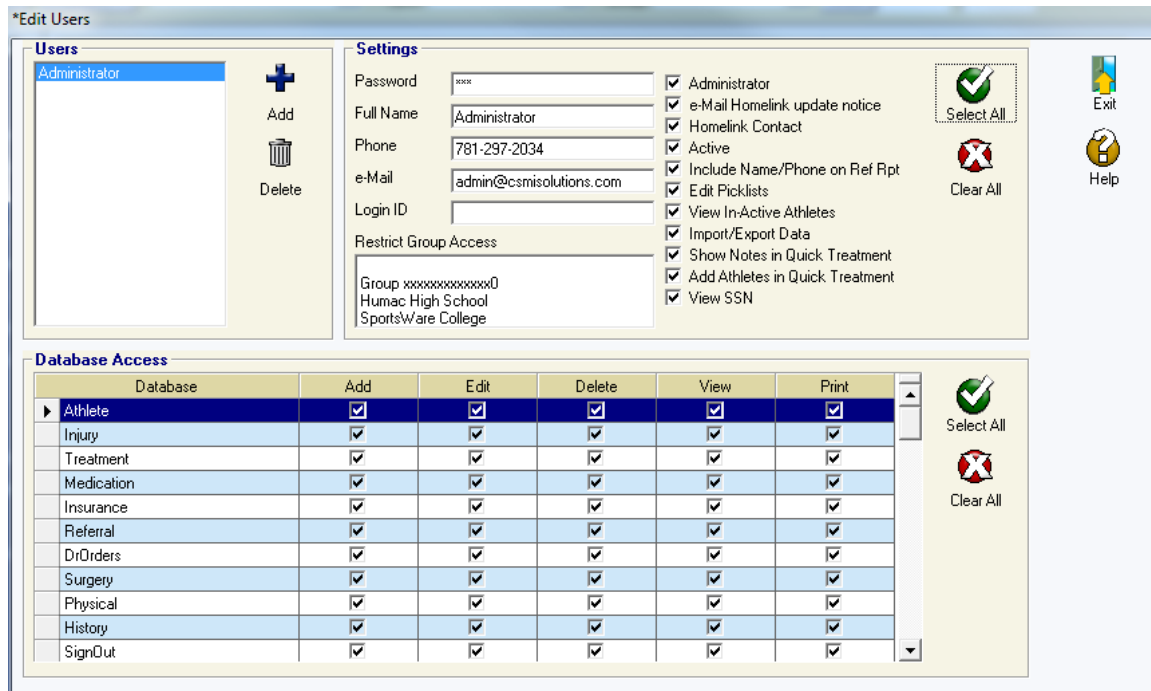 *Edit Users
Users
Administrator
Add
Delete
Settings
Password xxx
Full Name Administrator
Phone 781-297-2034
e-Mail admin@csmisolutions.com
Login ID
Restrict Group Access
Group xxxxxxxxxxxxx0
Humac High School
SportsWare College
Administrator
e-Mail Homelink update notice
Homelink Contact
Active
Include Name/Phone on Ref Rpt
Edit Picklists
View In-Active Athletes
Import/Export Data
Show Notes in Quick Treatment
Add Athletes in Quick Treatment
View SSN
Select All
Clear All
Exit
Help
Database Access
Database Add Edit Delete View Print
Athlete
Injury
Treatment
Medication
Insurance
Referral
DrOrders
Surgery
Physical
History
SignOut
Select All
Clear All